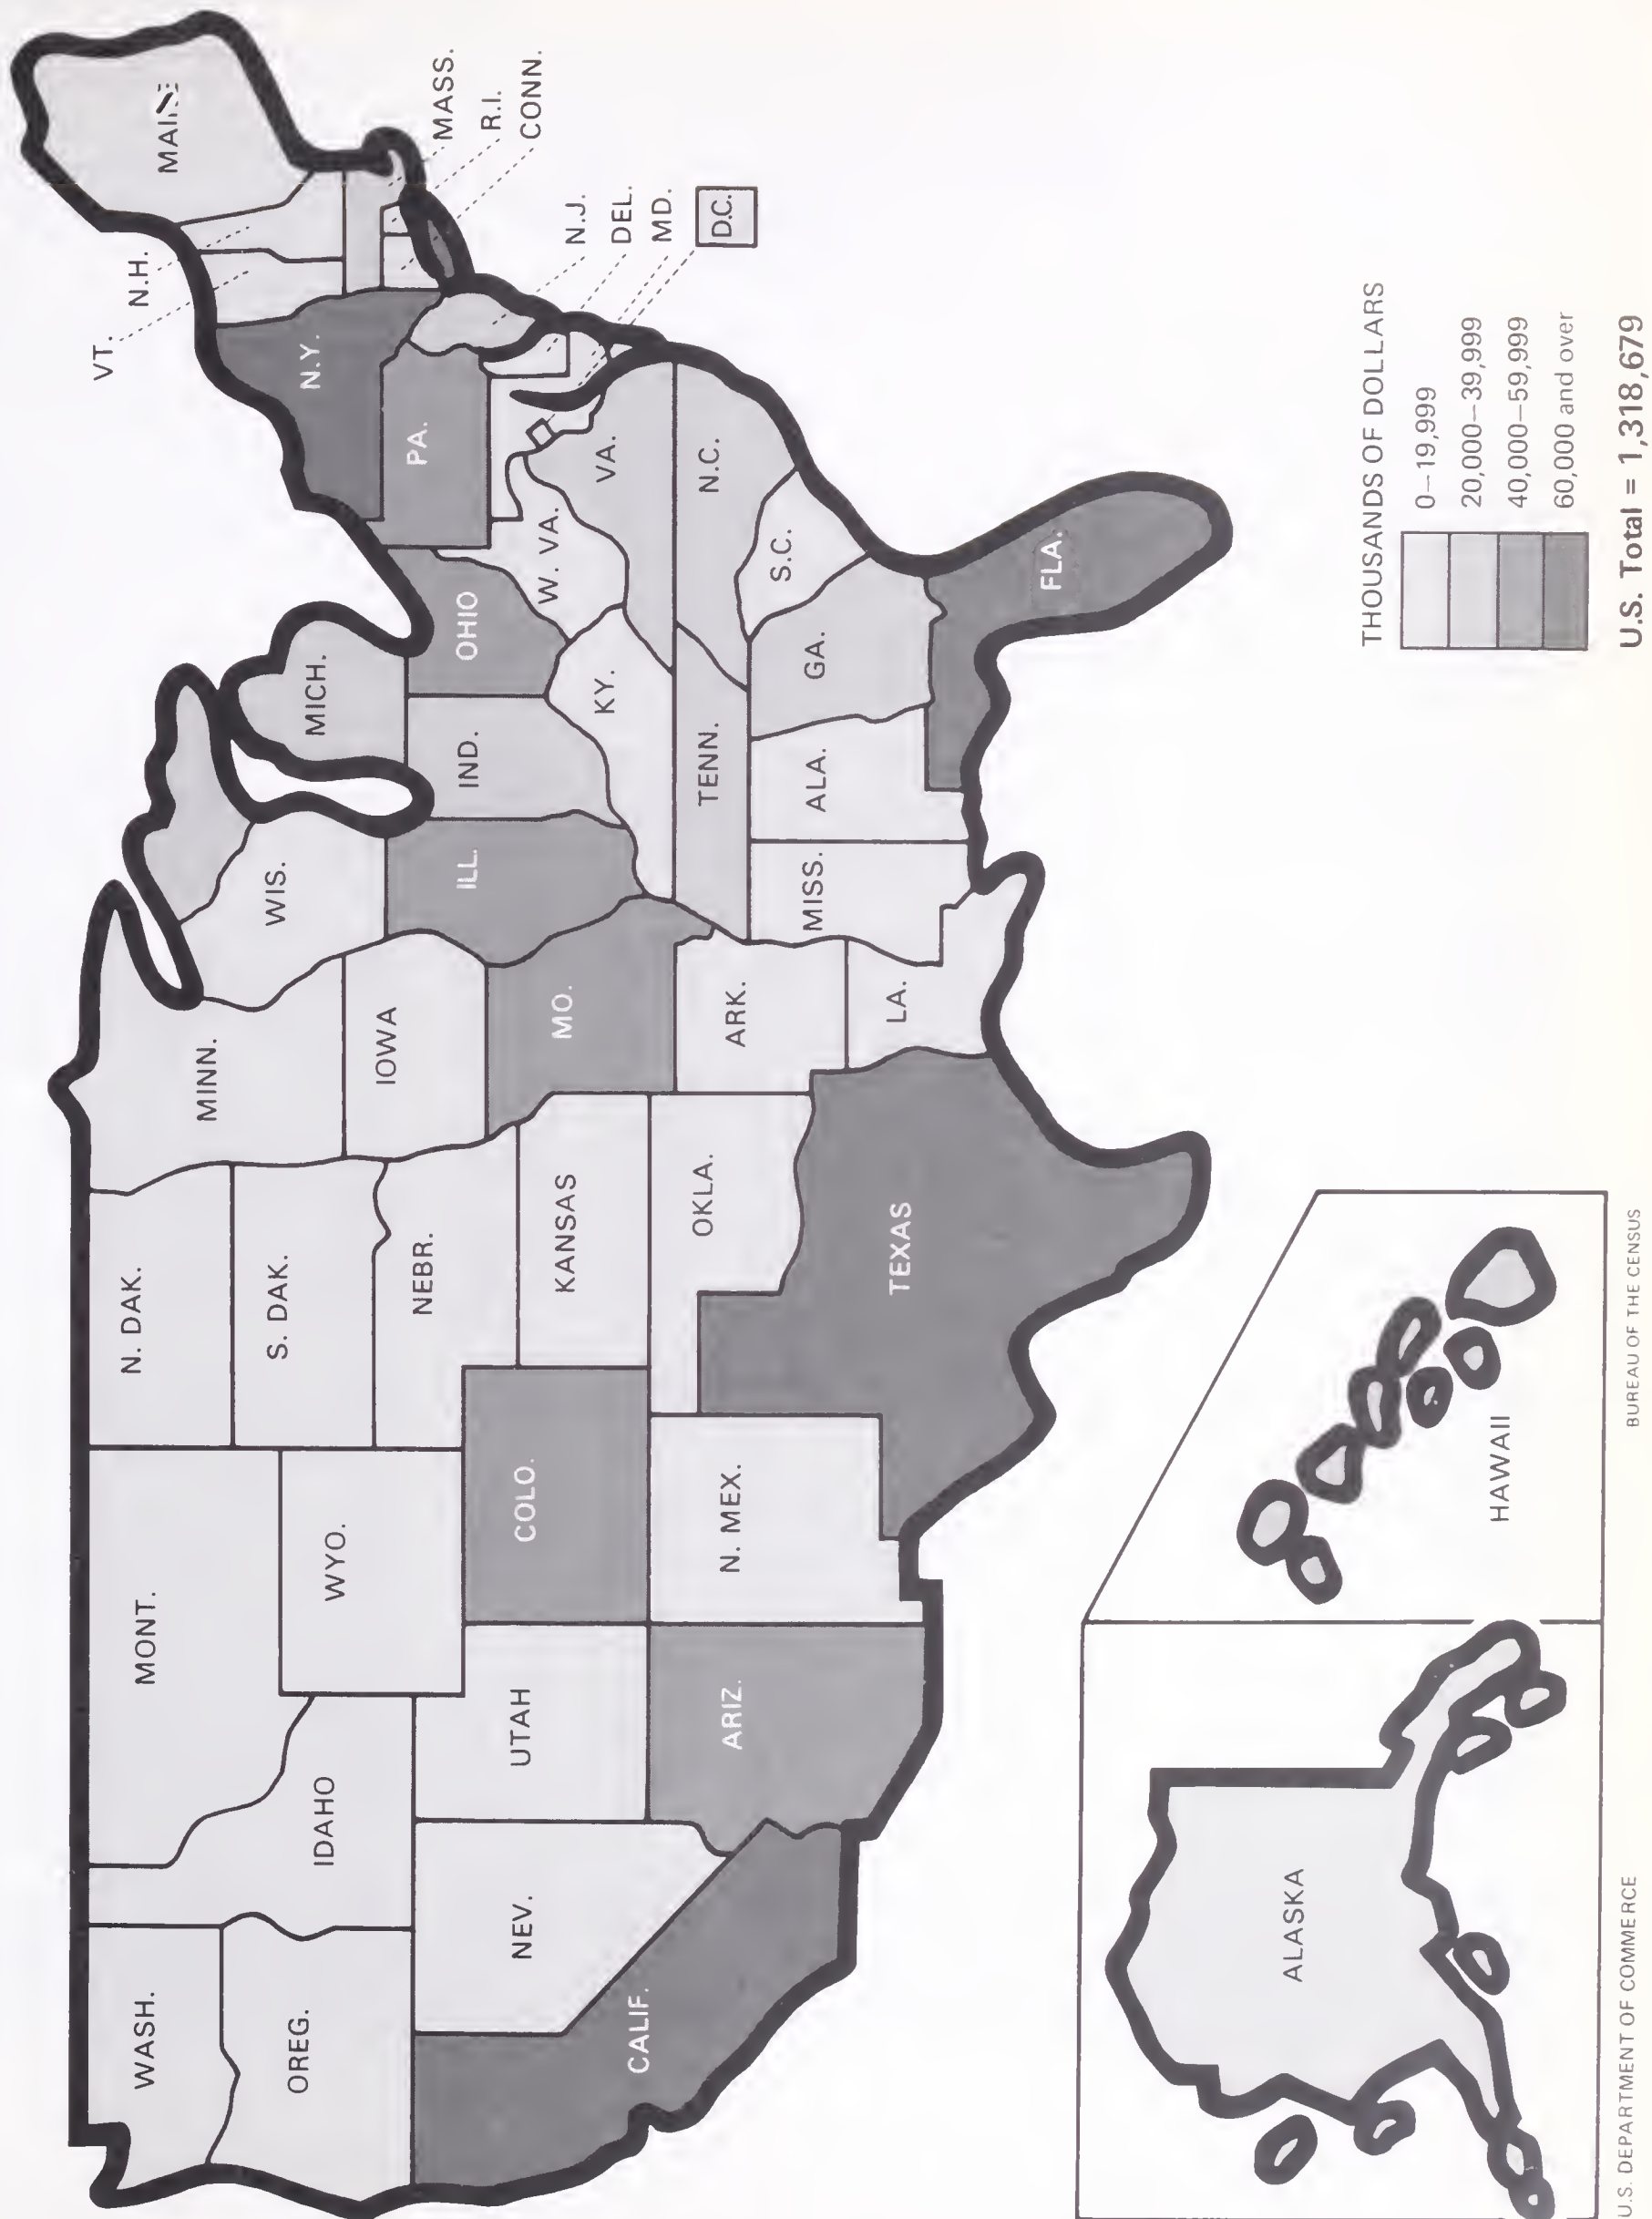 WASH.
OREG.
CALIF.
NEV.
IDAHO
MONT.
WYO.
UTAH
ARIZ.
COLO.
N. MEX.
N. DAK.
S. DAK.
NEBR.
KANSAS
OKLA.
TEXAS
MINN.
IOWA
MO.
ARK.
LA.
WIS.
ILL.
MISS.
MICH.
IND.
OHIO
KY.
TENN.
ALA.
GA.
FLA.
S.C.
N.C.
VA.
W. VA.
PA.
N.Y.
VT.
N.H.
MAINE
MASS.
R.I.
CONN.
N.J.
DEL.
MD.
D.C.
ALASKA
HAWAII
THOUSANDS OF DOLLARS
0–19,999
20,000–39,999
40,000–59,999
60,000 and over
U.S. Total = 1,318,679
U.S. DEPARTMENT OF COMMERCE
BUREAU OF THE CENSUS